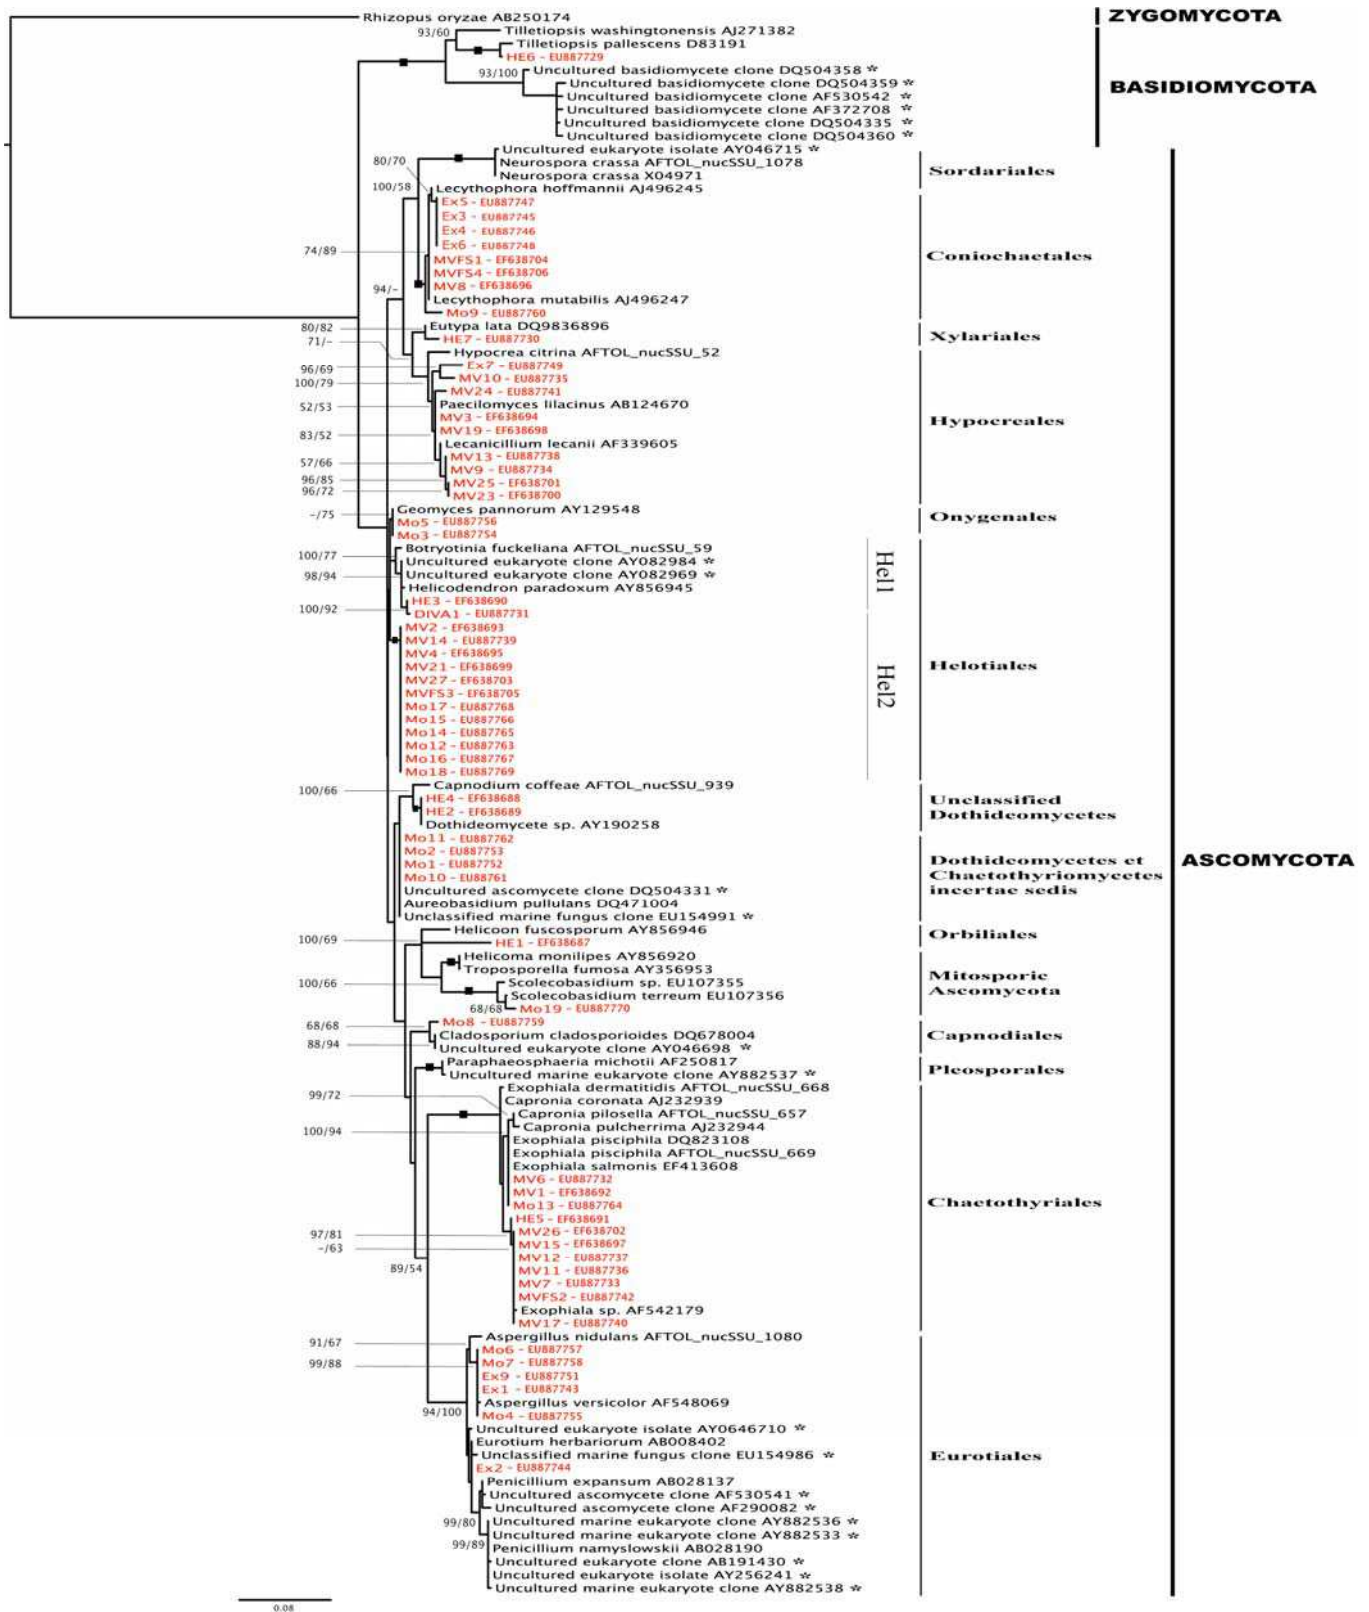 Rhizopus oryzae AB250174
ZYGOMYCOTA
93/60
Tilletiopsis washingtonensis AJ271382
Tilletiopsis pallescens D83191
HE6 - EU887729
93/100
Uncultured basidiomycete clone DQ504358 *
Uncultured basidiomycete clone DQ504359 *
Uncultured basidiomycete clone AF530542 *
Uncultured basidiomycete clone AF372708 *
Uncultured basidiomycete clone DQ504335 *
Uncultured basidiomycete clone DQ504360 *
BASIDIOMYCOTA
Uncultured eukaryote isolate AY046715 *
80/70
Neurospora crassa AFTOL_nucSSU_1078
Neurospora crassa X04971
Sordariales
100/58
Lecythophora hoffmannii AJ496245
Ex5 - EU887747
Ex3 - EU887745
Ex4 - EU887746
Ex6 - EU887748
74/89
MVFS1 - EF638704
MVFS4 - EF638706
MV8 - EF638696
Coniochaetales
94/-
Lecythophora mutabilis AJ496247
Mo9 - EU887760
80/82
Eutypa lata DQ9836896
71/-
HE7 - EU887730
Xylariales
Hypocrea citrina AFTOL_nucSSU_52
96/69
Ex7 - EU887749
100/79
MV10 - EU887735
MV24 - EU887741
52/53
Paecilomyces lilacinus AB124670
MV3 - EF638694
83/52
MV19 - EF638698
Hypocreales
Lecanicillium lecanii AF339605
57/66
MV13 - EU887738
MV9 - EU887734
96/85
MV25 - EF638701
96/72
MV23 - EF638700
-/75
Geomyces pannorum AY129548
Mo5 - EU887756
Mo3 - EU887754
Onygenales
100/77
Botryotinia fuckeliana AFTOL_nucSSU_59
Uncultured eukaryote clone AY082984 *
98/94
Uncultured eukaryote clone AY082969 *
Helicodendron paradoxum AY856945
HE3 - EF638690
100/92
DIVA1 - EU887731
Hel1
MV2 - EF638693
MV14 - EU887739
MV4 - EF638695
MV21 - EF638699
MV27 - EF638703
MVFS3 - EF638705
Mo17 - EU887768
Mo15 - EU887766
Mo14 - EU887765
Mo12 - EU887763
Mo16 - EU887767
Mo18 - EU887769
Hel2
Helotiales
100/66
Capnodium coffeae AFTOL_nucSSU_939
HE4 - EF638688
HE2 - EF638689
Dothideomycete sp. AY190258
Unclassified
Dothideomycetes
Mo11 - EU887762
Mo2 - EU887753
Mo1 - EU887752
Mo10 - EU88761
Uncultured ascomycete clone DQ504331 *
Aureobasidium pullulans DQ471004
Unclassified marine fungus clone EU154991 *
Dothideomycetes et
Chaetothyriomycetes
incertae sedis
ASCOMYCOTA
Helicoon fuscosporum AY856946
100/69
HE1 - EF638687
Orbiliales
Helicoma monilipes AY856920
Troposporella fumosa AY356953
100/66
Scolecobasidium sp. EU107355
Scolecobasidium terreum EU107356
68/68
Mo19 - EU887770
Mitosporic
Ascomycota
68/68
Mo8 - EU887759
Cladosporium cladosporioides DQ678004
88/94
Uncultured eukaryote clone AY046698 *
Capnodiales
Paraphaeosphaeria michotii AF250817
Uncultured marine eukaryote clone AY882537 *
Pleosporales
Exophiala dermatitidis AFTOL_nucSSU_668
99/72
Capronia coronata AJ232939
Capronia pilosella AFTOL_nucSSU_657
Capronia pulcherrima AJ232944
100/94
Exophiala pisciphila DQ823108
Exophiala pisciphila AFTOL_nucSSU_669
Exophiala salmonis EF413608
MV6 - EU887732
MV1 - EF638692
Mo13 - EU887764
Chaetothyriales
HE5 - EF638691
97/81
MV26 - EF638702
-/63
MV15 - EF638697
MV12 - EU887737
89/54
MV11 - EU887736
MV7 - EU887733
MVFS2 - EU887742
Exophiala sp. AF542179
MV17 - EU887740
91/67
Aspergillus nidulans AFTOL_nucSSU_1080
Mo6 - EU887757
99/88
Mo7 - EU887758
Ex9 - EU887751
Ex1 - EU887743
Aspergillus versicolor AF548069
94/100
Mo4 - EU887755
Uncultured eukaryote isolate AY0646710 *
Eurotium herbariorum AB008402
Unclassified marine fungus clone EU154986 *
Ex2 - EU887744
Eurotiales
Penicillium expansum AB028137
Uncultured ascomycete clone AF530541 *
Uncultured ascomycete clone AF290082 *
99/80
Uncultured marine eukaryote clone AY882536 *
Uncultured marine eukaryote clone AY882533 *
99/89
Penicillium namyslowskii AB028190
Uncultured eukaryote clone AB191430 *
Uncultured eukaryote isolate AY256241 *
Uncultured marine eukaryote clone AY882538 *
0.08